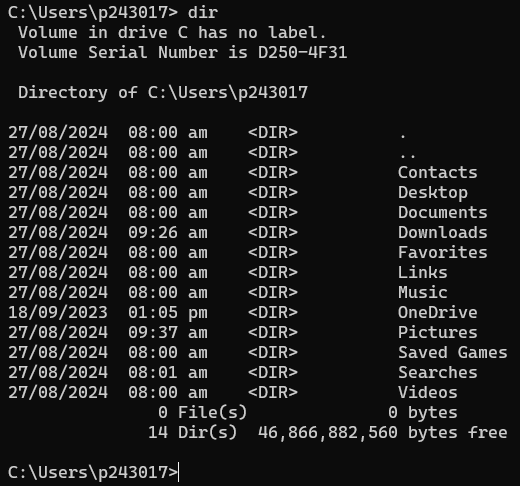 C:\Users\p243017> dir
 Volume in drive C has no label.
 Volume Serial Number is D250-4F31

 Directory of C:\Users\p243017

27/08/2024  08:00 am    <DIR>          .
27/08/2024  08:00 am    <DIR>          ..
27/08/2024  08:00 am    <DIR>          Contacts
27/08/2024  08:00 am    <DIR>          Desktop
27/08/2024  08:00 am    <DIR>          Documents
27/08/2024  09:26 am    <DIR>          Downloads
27/08/2024  08:00 am    <DIR>          Favorites
27/08/2024  08:00 am    <DIR>          Links
27/08/2024  08:00 am    <DIR>          Music
18/09/2023  01:05 pm    <DIR>          OneDrive
27/08/2024  09:37 am    <DIR>          Pictures
27/08/2024  08:00 am    <DIR>          Saved Games
27/08/2024  08:01 am    <DIR>          Searches
27/08/2024  08:00 am    <DIR>          Videos
               0 File(s)              0 bytes
              14 Dir(s)  46,866,882,560 bytes free

C:\Users\p243017>